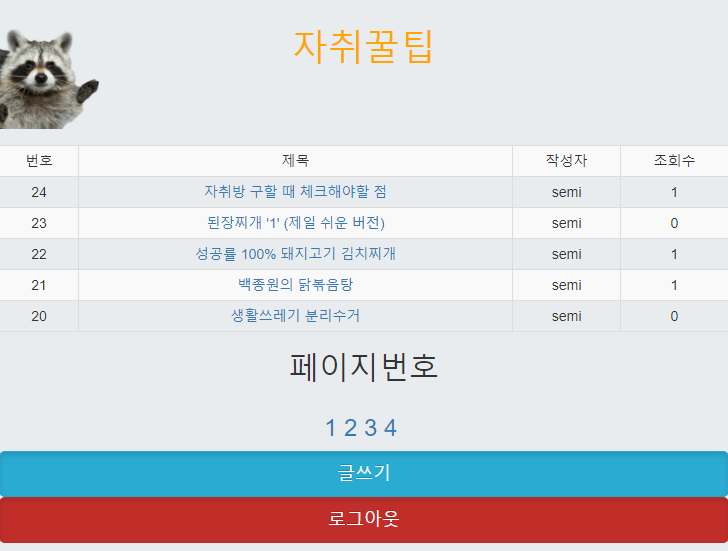 자취꿀팁
번호 제목 작성자 조회수
24 자취방 구할 때 체크해야할 점 semi 1
23 된장찌개 '1' (제일 쉬운 버전) semi 0
22 성공률 100% 돼지고기 김치찌개 semi 1
21 백종원의 닭볶음탕 semi 1
20 생활쓰레기 분리수거 semi 0
페이지번호
1 2 3 4
글쓰기
로그아웃